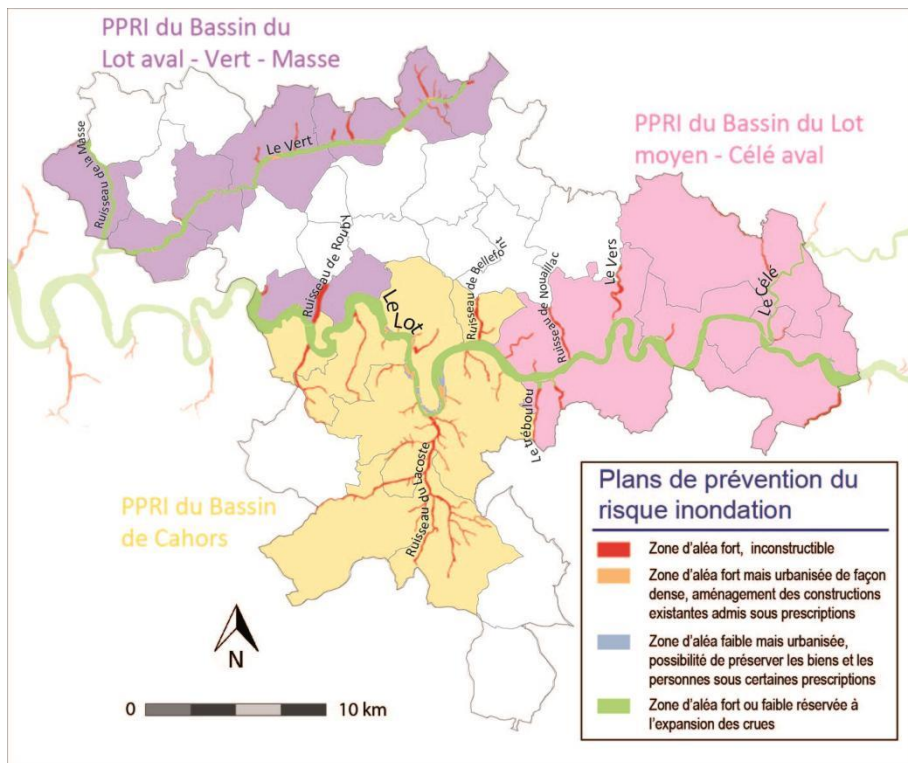 PPRI du Bassin du
Lot aval - Vert - Masse
Ruisseau de la Masse
Le Vert
PPRI du Bassin du Lot
moyen - Célé aval
Ruisseau de Rouby
Le Lot
Ruisseau de Bellefont
Ruisseau de Nouaillac
Le Vers
Le Célé
Le tréboulou
Ruisseau du Lacoste
PPRI du Bassin
de Cahors
N
0 10 km
Plans de prévention du
risque inondation
Zone d'aléa fort, inconstructible
Zone d'aléa fort mais urbanisée de façon
dense, aménagement des constructions
existantes admis sous prescriptions
Zone d'aléa faible mais urbanisée,
possibilité de préserver les biens et les
personnes sous certaines prescriptions
Zone d'aléa fort ou faible réservée à
l'expansion des crues